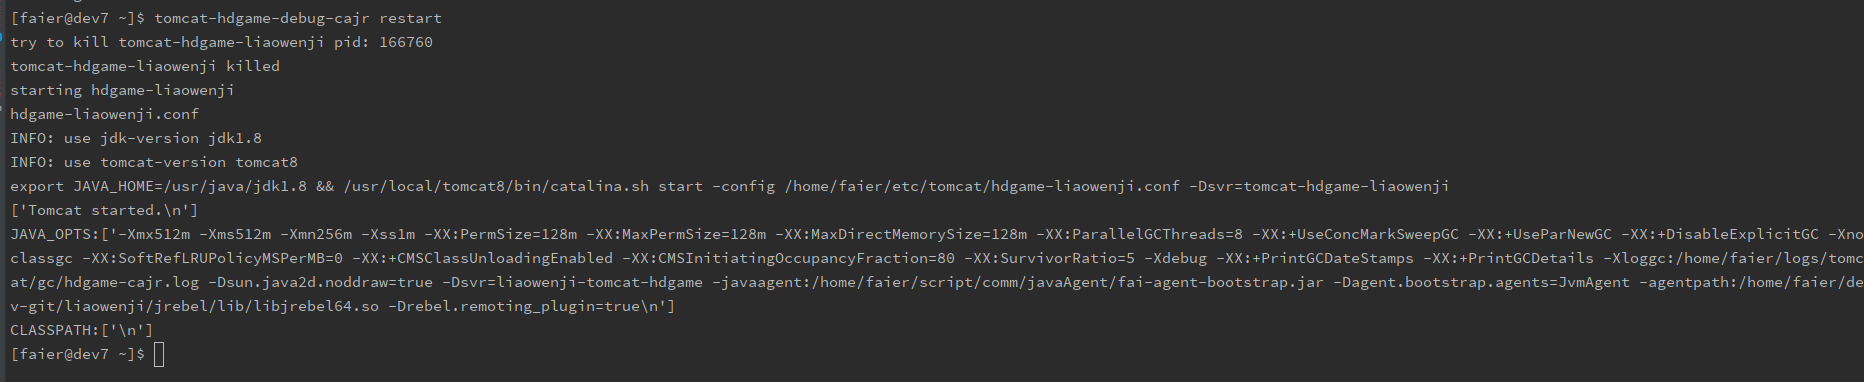 [faier@dev7 ~]$ tomcat-hdgame-debug-cajr restart
try to kill tomcat-hdgame-liaowenji pid: 166760
tomcat-hdgame-liaowenji killed
starting hdgame-liaowenji
hdgame-liaowenji.conf
INFO: use jdk-version jdk1.8
INFO: use tomcat-version tomcat8
export JAVA_HOME=/usr/java/jdk1.8 && /usr/local/tomcat8/bin/catalina.sh start -config /home/faier/etc/tomcat/hdgame-liaowenji.conf -Dsvr=tomcat-hdgame-liaowenji
['Tomcat started.\n']
JAVA_OPTS:['-Xmx512m -Xms512m -Xmn256m -Xss1m -XX:PermSize=128m -XX:MaxPermSize=128m -XX:MaxDirectMemorySize=128m -XX:ParallelGCThreads=8 -XX:+UseConcMarkSweepGC -XX:+UseParNewGC -XX:+DisableExplicitGC -Xno
classgc -XX:SoftRefLRUPolicyMSPerMB=0 -XX:+CMSClassUnloadingEnabled -XX:CMSInitiatingOccupancyFraction=80 -XX:SurvivorRatio=5 -Xdebug -XX:+PrintGCDateStamps -XX:+PrintGCDetails -Xloggc:/home/faier/logs/tomc
at/gc/hdgame-cajr.log -Dsun.java2d.noddraw=true -Dsvr=liaowenji-tomcat-hdgame -javaagent:/home/faier/script/comm/javaAgent/fai-agent-bootstrap.jar -Dagent.bootstrap.agents=JvmAgent -agentpath:/home/faier/de
v-git/liaowenji/jrebel/lib/libjrebel64.so -Drebel.remoting_plugin=true\n']
CLASSPATH:['\n']
[faier@dev7 ~]$